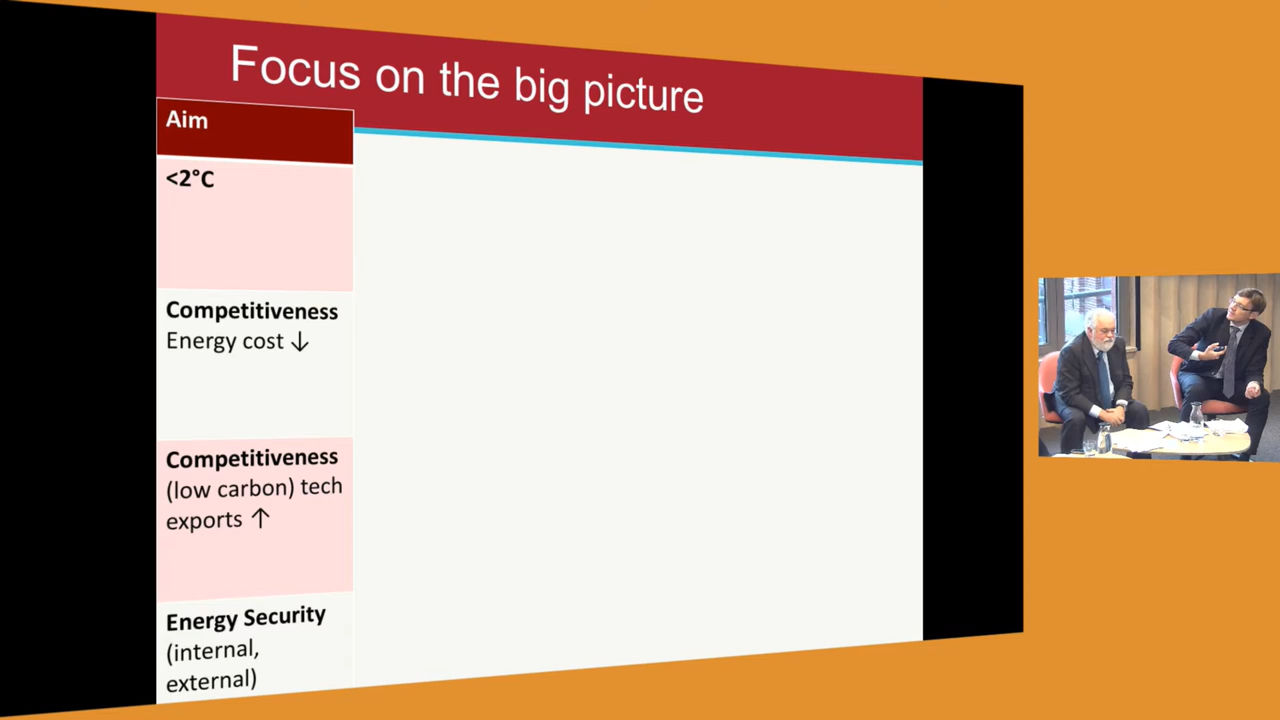 Focus on the big picture
Aim
<2°C
Competitiveness
Energy cost ↓
Competitiveness
(low carbon) tech
exports ↑
Energy Security
(internal,
external)